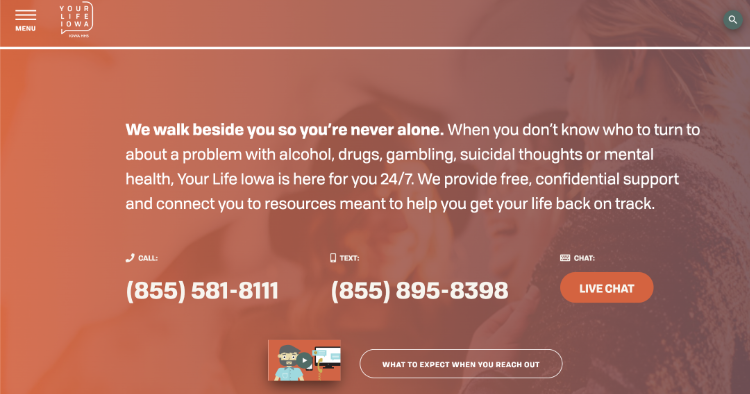 MENU
YOUR
LIFE
IOWA
We walk beside you so you're never alone. When you don't know who to turn to
about a problem with alcohol, drugs, gambling, suicidal thoughts or mental
health, Your Life Iowa is here for you 24/7. We provide free, confidential support
and connect you to resources meant to help you get your life back on track.
CALL:
TEXT:
CHAT:
(855) 581-8111
(855) 895-8398
LIVE CHAT
WHAT TO EXPECT WHEN YOU REACH OUT